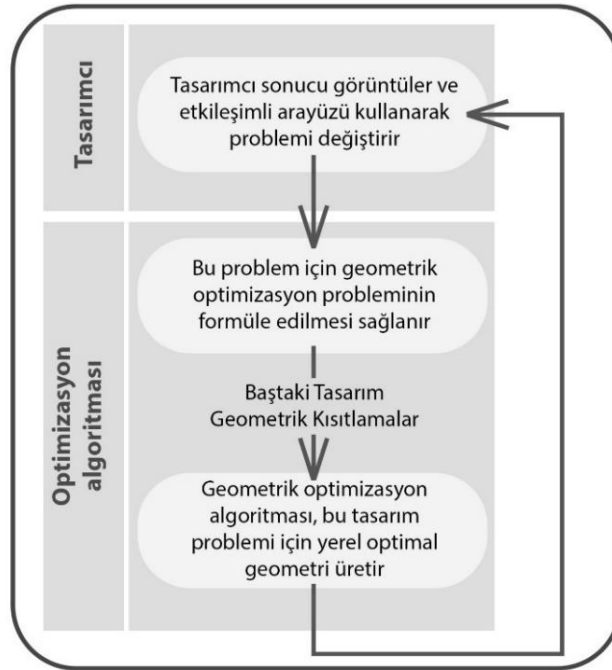 Tasarımcı
Tasarımcı sonucu görüntüler ve
etkileşimli arayüzü kullanarak
problemi değiştirir
Optimizasyon
algoritması
Bu problem için geometrik
optimizasyon probleminin
formüle edilmesi sağlanır
Baştaki Tasarım
Geometrik Kısıtlamalar
Geometrik optimizasyon
algoritması, bu tasarım
problemi için yerel optimal
geometri üretir